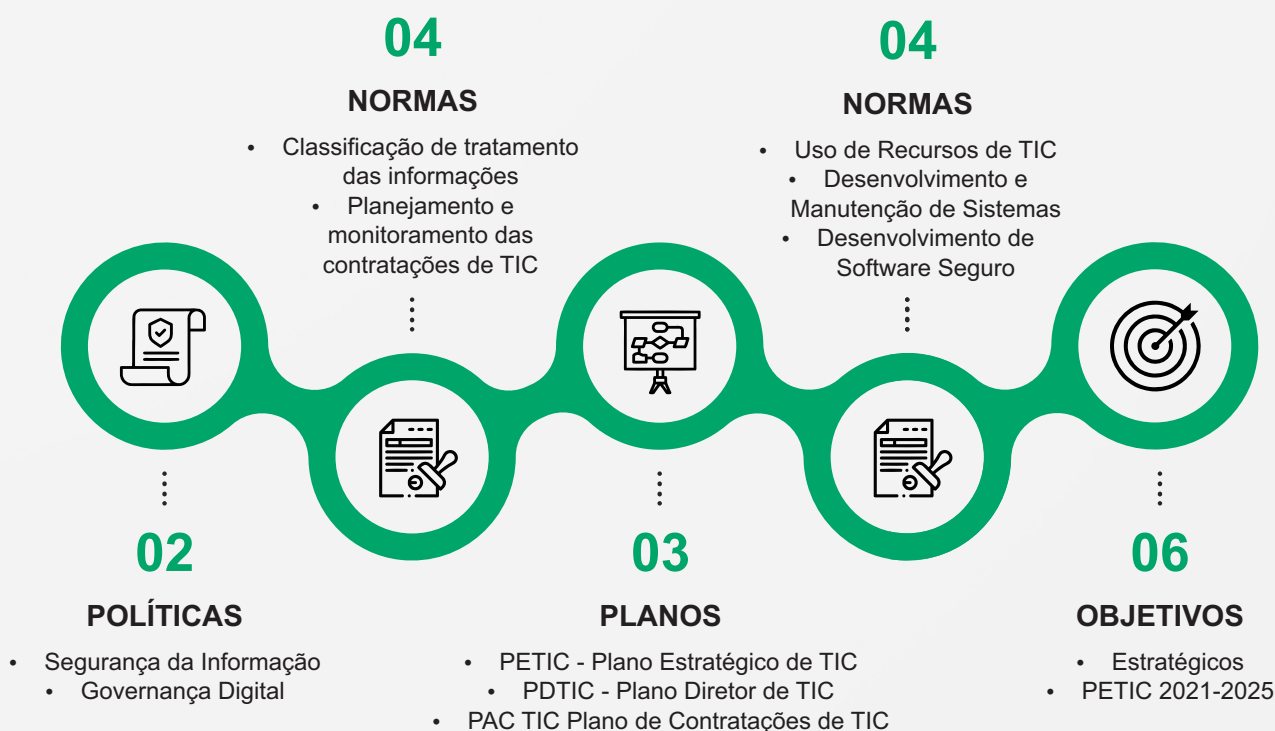 04
NORMAS
• Classificação de tratamento
das informações
• Planejamento e
monitoramento das
contratações de TIC
04
NORMAS
• Uso de Recursos de TIC
• Desenvolvimento e
Manutenção de Sistemas
• Desenvolvimento de
Software Seguro
02
POLÍTICAS
• Segurança da Informação
• Governança Digital
03
PLANOS
• PETIC - Plano Estratégico de TIC
• PDTIC - Plano Diretor de TIC
• PAC TIC Plano de Contratações de TIC
06
OBJETIVOS
• Estratégicos
• PETIC 2021-2025